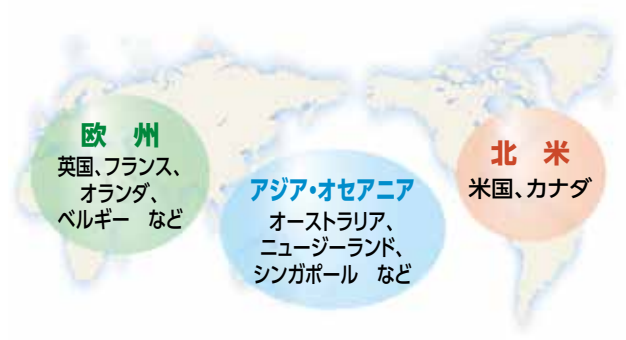 欧　州
英国、フランス、
オランダ、
ベルギー　など
アジア・オセアニア
オーストラリア、
ニュージーランド、
シンガポール　など
北　米
米国、カナダ